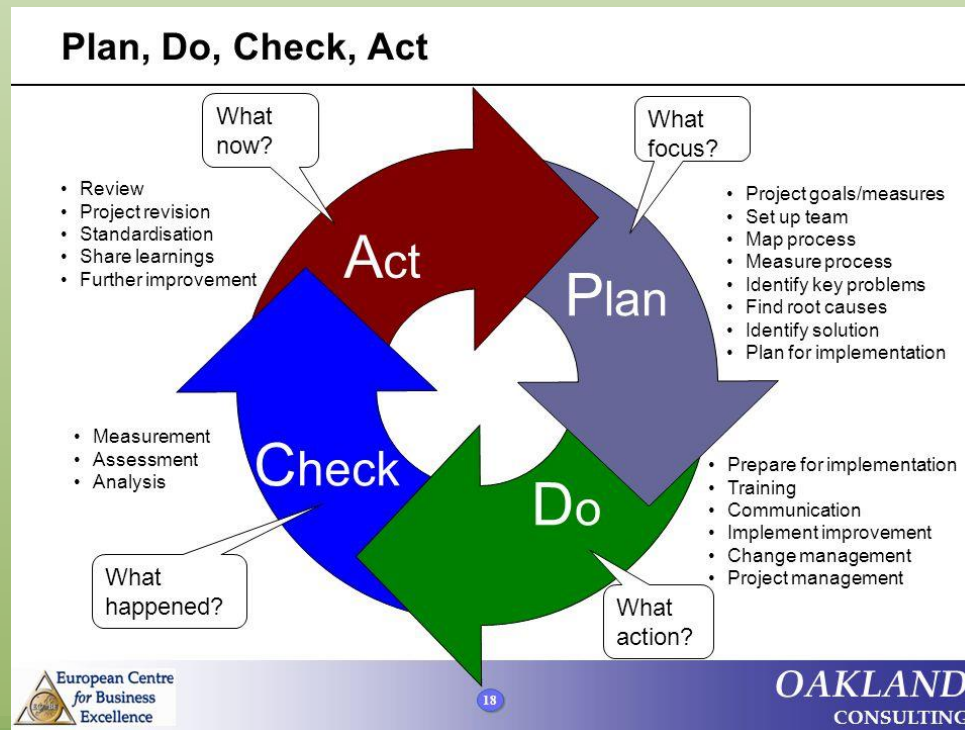 Plan, Do, Check, Act
What
now?
What
focus?
• Review
• Project revision
• Standardisation
• Share learnings
• Further improvement
Act
Plan
• Project goals/measures
• Set up team
• Map process
• Measure process
• Identify key problems
• Find root causes
• Identify solution
• Plan for implementation
• Measurement
• Assessment
• Analysis
Check
Do
• Prepare for implementation
• Training
• Communication
• Implement improvement
• Change management
• Project management
What
happened?
What
action?
European Centre
for Business
Excellence
18
OAKLAND
CONSULTING